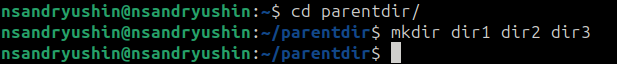 nsandryushin@nsandryushin:~$ cd parentdir/
nsandryushin@nsandryushin:~/parentdir$ mkdir dir1 dir2 dir3
nsandryushin@nsandryushin:~/parentdir$